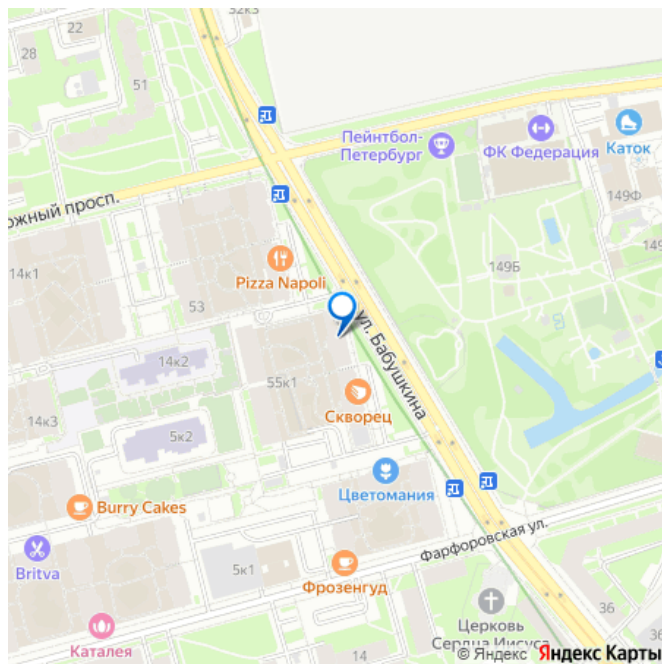 32к3
22
28
51
Пейнтбол-
Петербург
ФК Федерация
Каток
149Ф
ожный просп.
14к1
Pizza Napoli
149
149Б
53
ул. Бабушкина
14к2
55к1
14к3
Скворец
5к2
Цветомания
Burry Cakes
Britva
Фарфоровская ул.
5к1
Фрозенгуд
36
Каталея
14
Церковь
Сердца Иисуса
36
© Яндекс Яндекс Карты